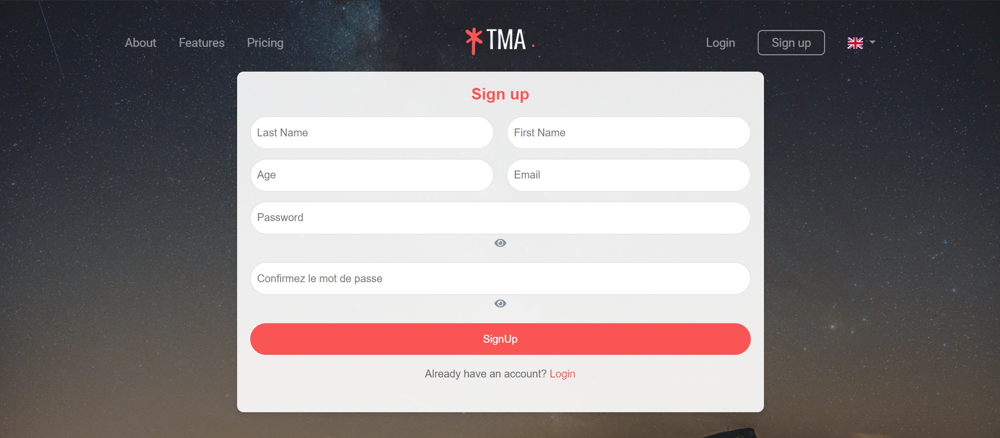 About Features Pricing TMA . Login Sign up
Sign up
Last Name First Name
Age Email
Password
Confirmez le mot de passe
SignUp
Already have an account? Login